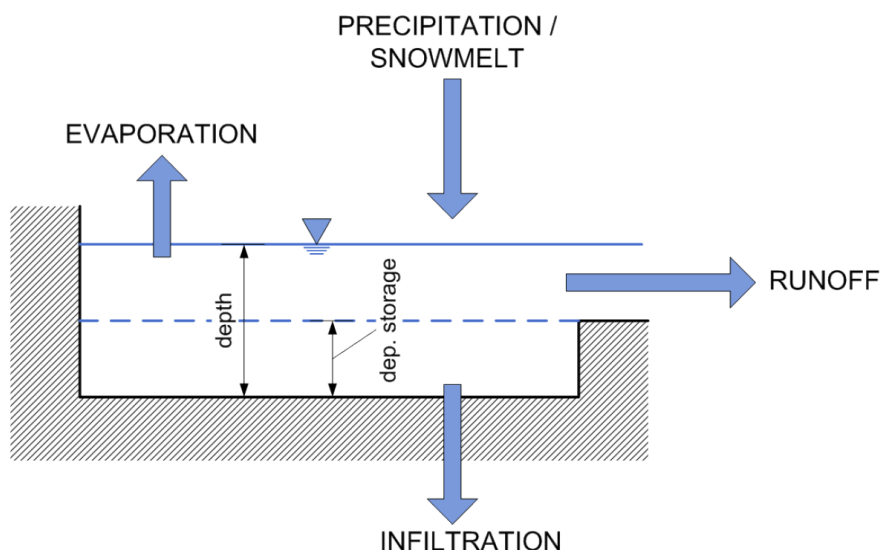 PRECIPITATION /
SNOWMELT
EVAPORATION
RUNOFF
depth
dep. storage
INFILTRATION